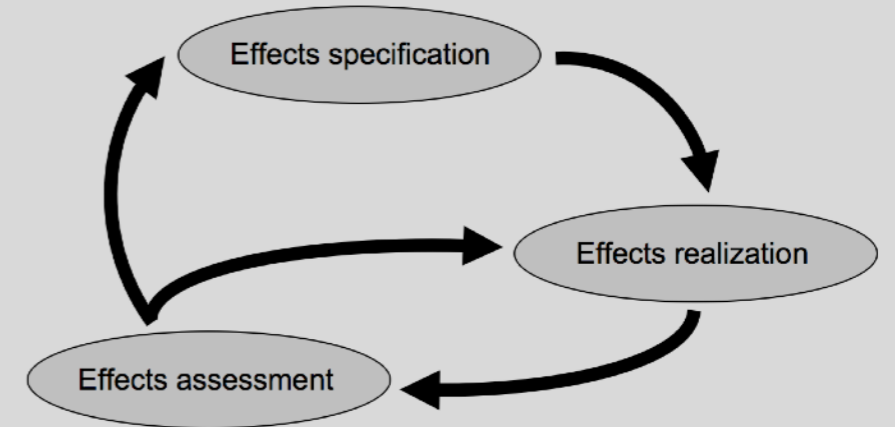 Effects specification
Effects realization
Effects assessment